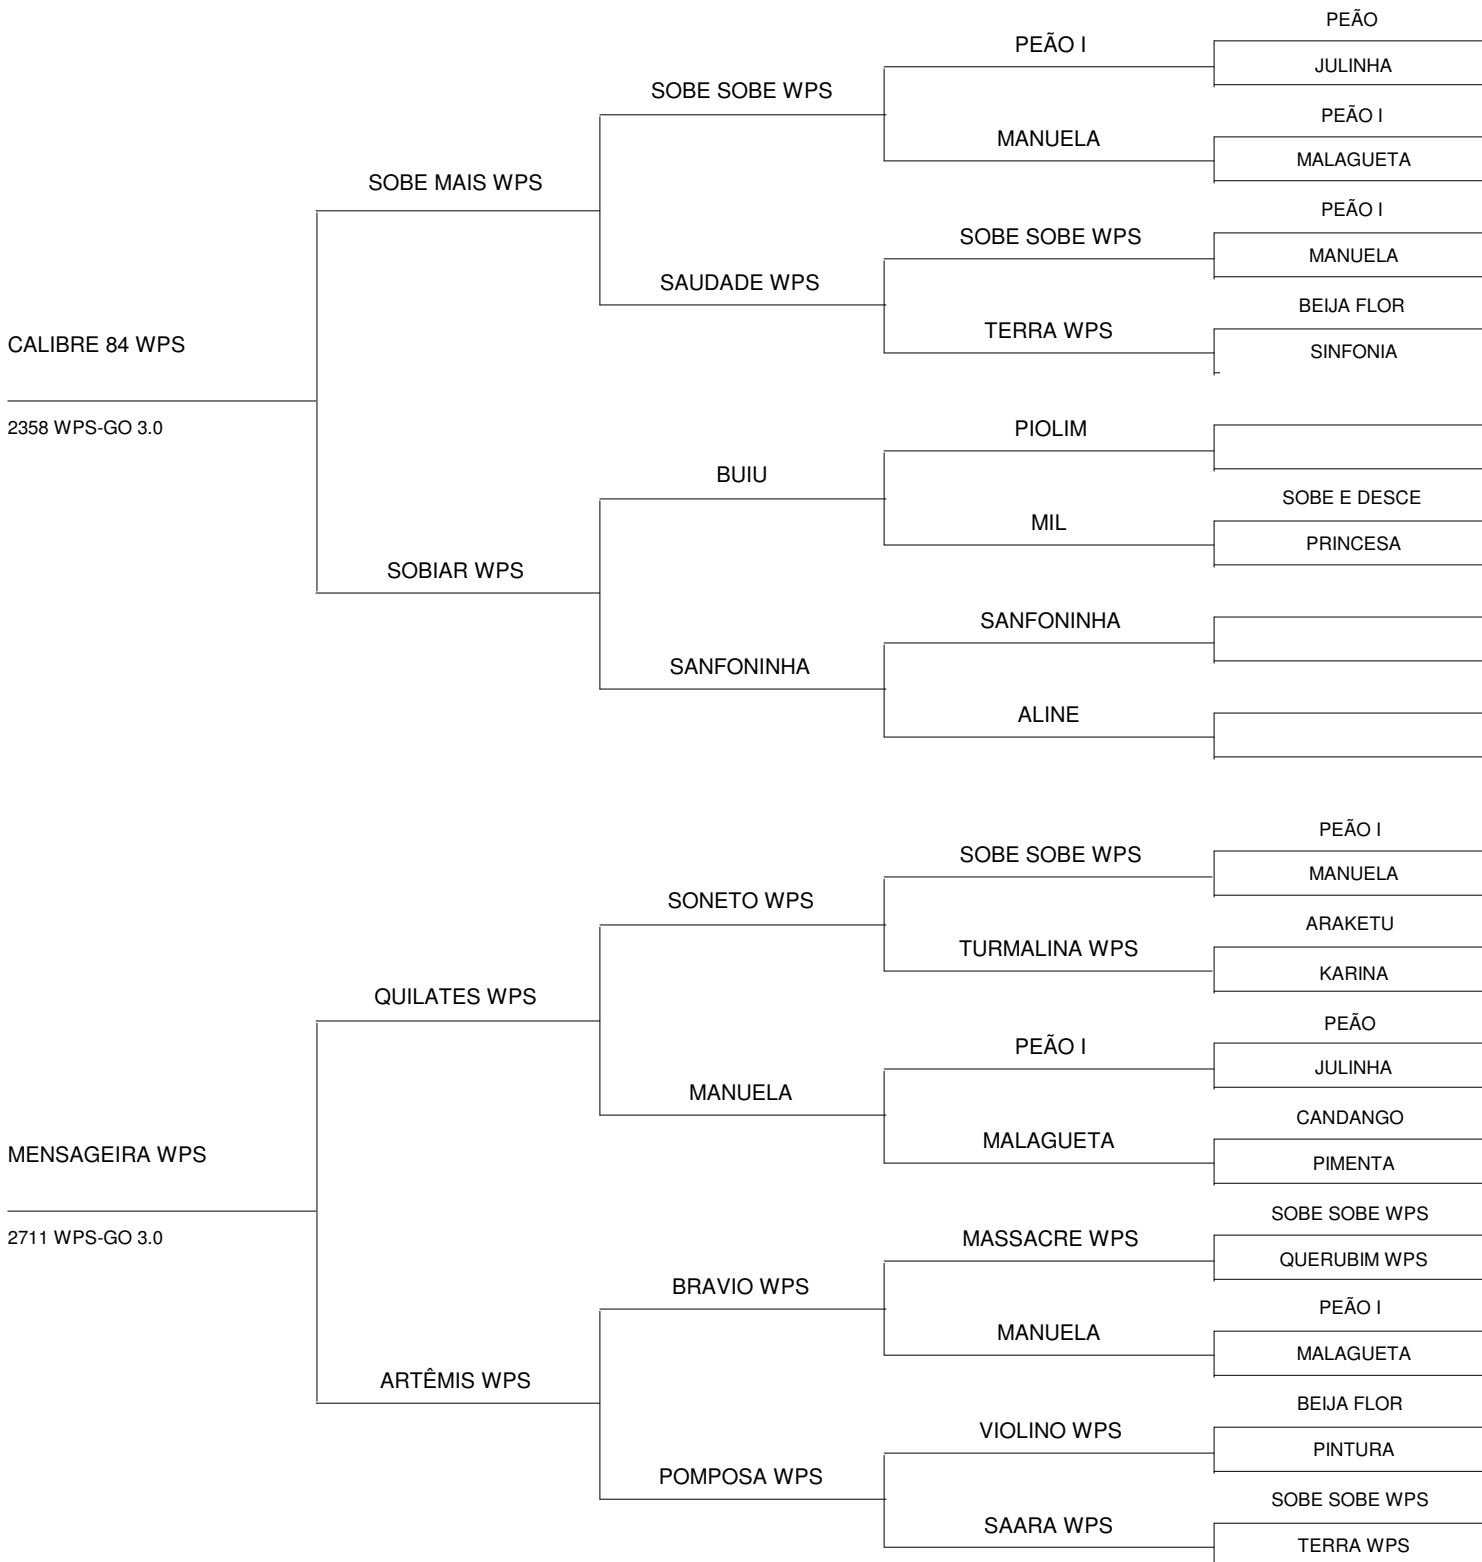 PEÃO
PEÃO I
JULINHA
SOBE SOBE WPS
PEÃO I
MANUELA
MALAGUETA
SOBE MAIS WPS
PEÃO I
SOBE SOBE WPS
MANUELA
SAUDADE WPS
BEIJA FLOR
TERRA WPS
SINFONIA
CALIBRE 84 WPS
2358 WPS-GO 3.0
PIOLIM
BUIU
SOBE E DESCE
MIL
PRINCESA
SOBIAR WPS
SANFONINHA
SANFONINHA
ALINE
PEÃO I
SOBE SOBE WPS
MANUELA
SONETO WPS
ARAKETU
TURMALINA WPS
KARINA
QUILATES WPS
PEÃO
PEÃO I
JULINHA
MANUELA
CANDANGO
MALAGUETA
PIMENTA
MENSAGEIRA WPS
2711 WPS-GO 3.0
SOBE SOBE WPS
MASSACRE WPS
QUERUBIM WPS
BRAVIO WPS
PEÃO I
MANUELA
MALAGUETA
ARTÊMIS WPS
BEIJA FLOR
VIOLINO WPS
PINTURA
POMPOSA WPS
SOBE SOBE WPS
SAARA WPS
TERRA WPS